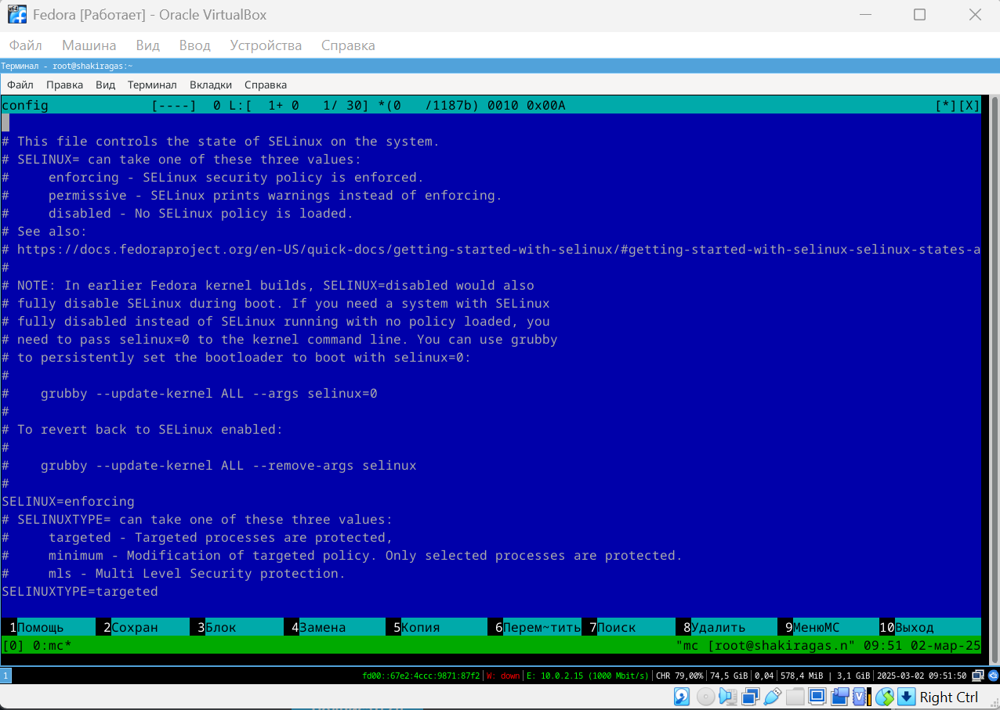 Fedora [Работает] - Oracle VirtualBox
Файл Машина Вид Ввод Устройства Справка
Терминал - root@shakiragas:~
Файл Правка Вид Терминал Вкладки Справка
config [----] 0 L:[ 1+ 0 1/ 30] *(0 /1187b) 0010 0x00A [*][X]
# This file controls the state of SELinux on the system.
# SELINUX= can take one of these three values:
# enforcing - SELinux security policy is enforced.
# permissive - SELinux prints warnings instead of enforcing.
# disabled - No SELinux policy is loaded.
# See also:
# https://docs.fedoraproject.org/en-US/quick-docs/getting-started-with-selinux/#getting-started-with-selinux-selinux-states-a
#
# NOTE: In earlier Fedora kernel builds, SELINUX=disabled would also
# fully disable SELinux during boot. If you need a system with SELinux
# fully disabled instead of SELinux running with no policy loaded, you
# need to pass selinux=0 to the kernel command line. You can use grubby
# to persistently set the bootloader to boot with selinux=0:
#
# grubby --update-kernel ALL --args selinux=0
#
# To revert back to SELinux enabled:
#
# grubby --update-kernel ALL --remove-args selinux
#
SELINUX=enforcing
# SELINUXTYPE= can take one of these three values:
# targeted - Targeted processes are protected,
# minimum - Modification of targeted policy. Only selected processes are protected.
# mls - Multi Level Security protection.
SELINUXTYPE=targeted
1Помощь 2Сохран 3Блок 4Замена 5Копия 6Перем~тить 7Поиск 8Удалить 9МенюMC 10Выход
[0] 0:mc* "mc [root@shakiragas.n" 09:51 02-мар-25
1 fd00::67e2:4ccc:9871:87f2|W: down|E: 10.0.2.15 (1000 Mbit/s)|CHR 79,00%|74,5 GiB|0,04|578,4 MiB | 3,1 GiB|2025-03-02 09:51:50
Right Ctrl